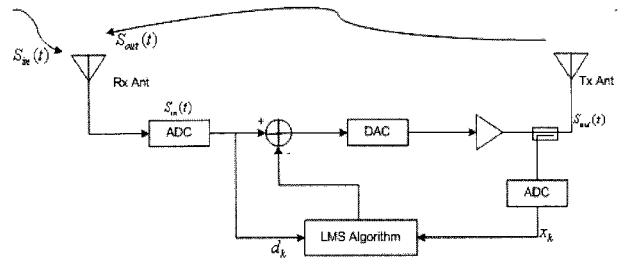 S_out(t)
S_in(t)
Rx Ant
Tx Ant
S_in(t)
S_out(t)
ADC
+
-
DAC
ADC
LMS Algorithm
d_k
x_k